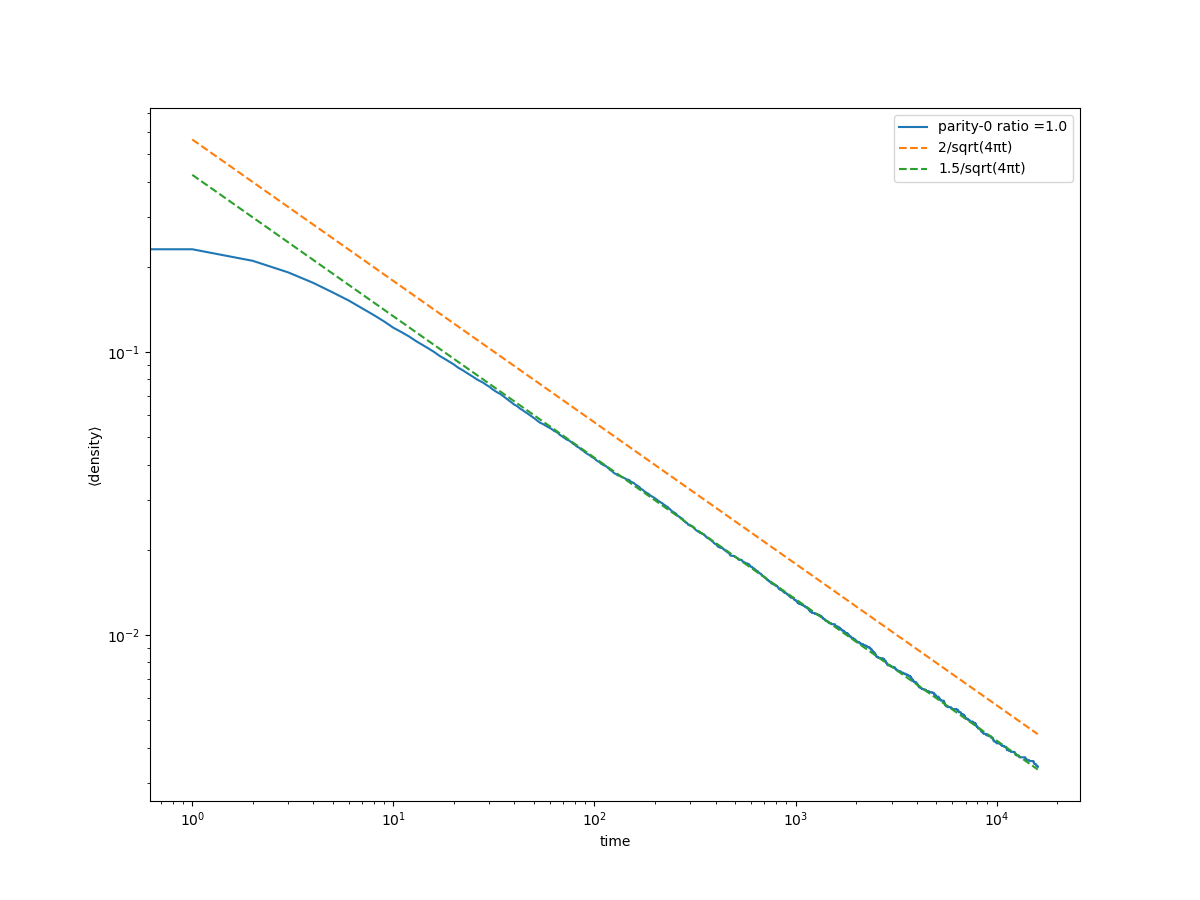 parity-0 ratio =1.0
2/sqrt(4πt)
1.5/sqrt(4πt)
10⁻¹
10⁻²
⟨density⟩
10⁰ 10¹ 10² 10³ 10⁴
time